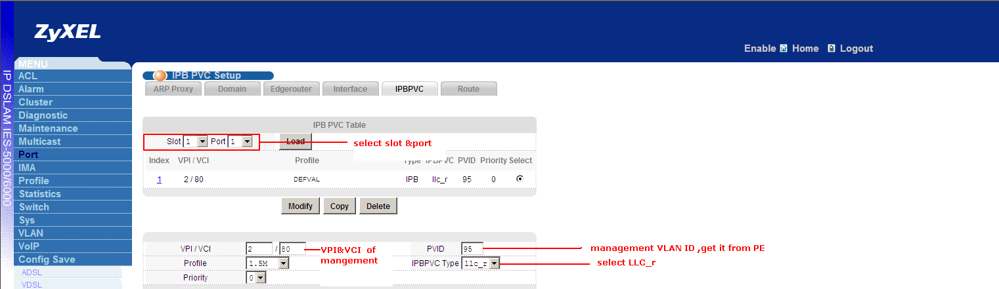 ZyXEL
Enable Home Logout
IP DSLAM IES-5000/6000
MENU
ACL
Alarm
Cluster
Diagnostic
Maintenance
Multicast
Port
IMA
Profile
Statistics
Switch
Sys
VLAN
VoIP
Config Save
ADSL
VDSL
IPB PVC Setup
ARP Proxy Domain Edgerouter Interface IPBPVC Route
IPB PVC Table
Slot 1 Port 1 Load select slot &port
Index VPI / VCI Profile Type IPBPVC PVID Priority Select
1 2 / 80 DEFVAL IPB llc_r 95 0
Modify Copy Delete
VPI / VCI 2 / 80 VPI&VCI of mangement PVID 95 management VLAN ID ,get it from PE
Profile 1.5M IPBPVC Type llc_r select LLC_r
Priority 0